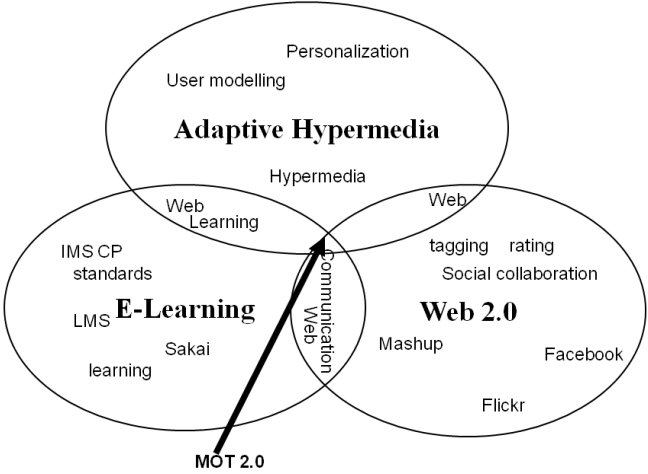 Personalization
User modelling
Adaptive Hypermedia
Hypermedia
Web
Learning
Web
IMS CP
standards
LMS
E-Learning
Sakai
learning
Communication
Web
tagging rating
Social collaboration
Web 2.0
Mashup
Facebook
Flickr
MOT 2.0